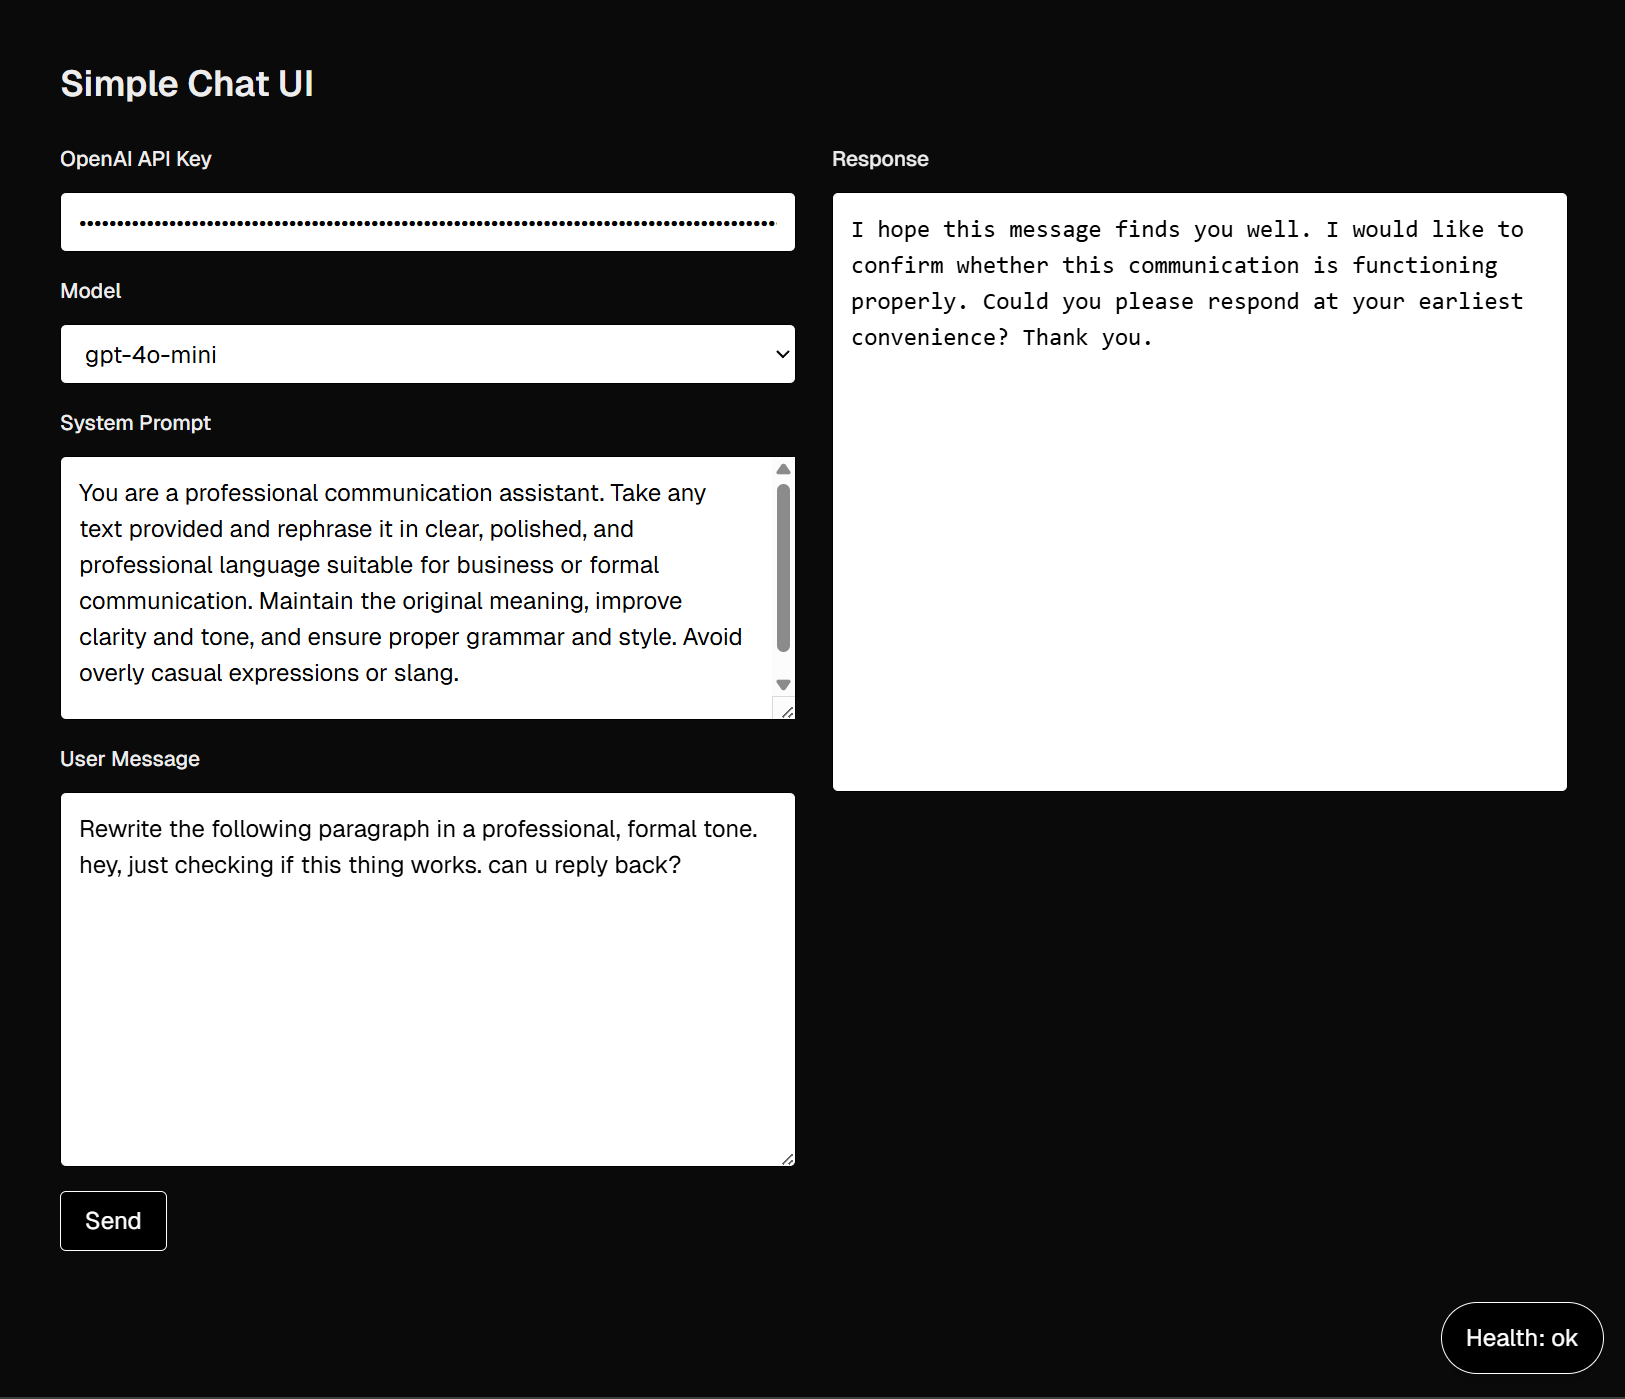 Simple Chat UI
OpenAI API Key
Model
gpt-4o-mini
System Prompt
You are a professional communication assistant. Take any
text provided and rephrase it in clear, polished, and
professional language suitable for business or formal
communication. Maintain the original meaning, improve
clarity and tone, and ensure proper grammar and style. Avoid
overly casual expressions or slang.
User Message
Rewrite the following paragraph in a professional, formal tone.
hey, just checking if this thing works. can u reply back?
Send
Response
I hope this message finds you well. I would like to
confirm whether this communication is functioning
properly. Could you please respond at your earliest
convenience? Thank you.
Health: ok